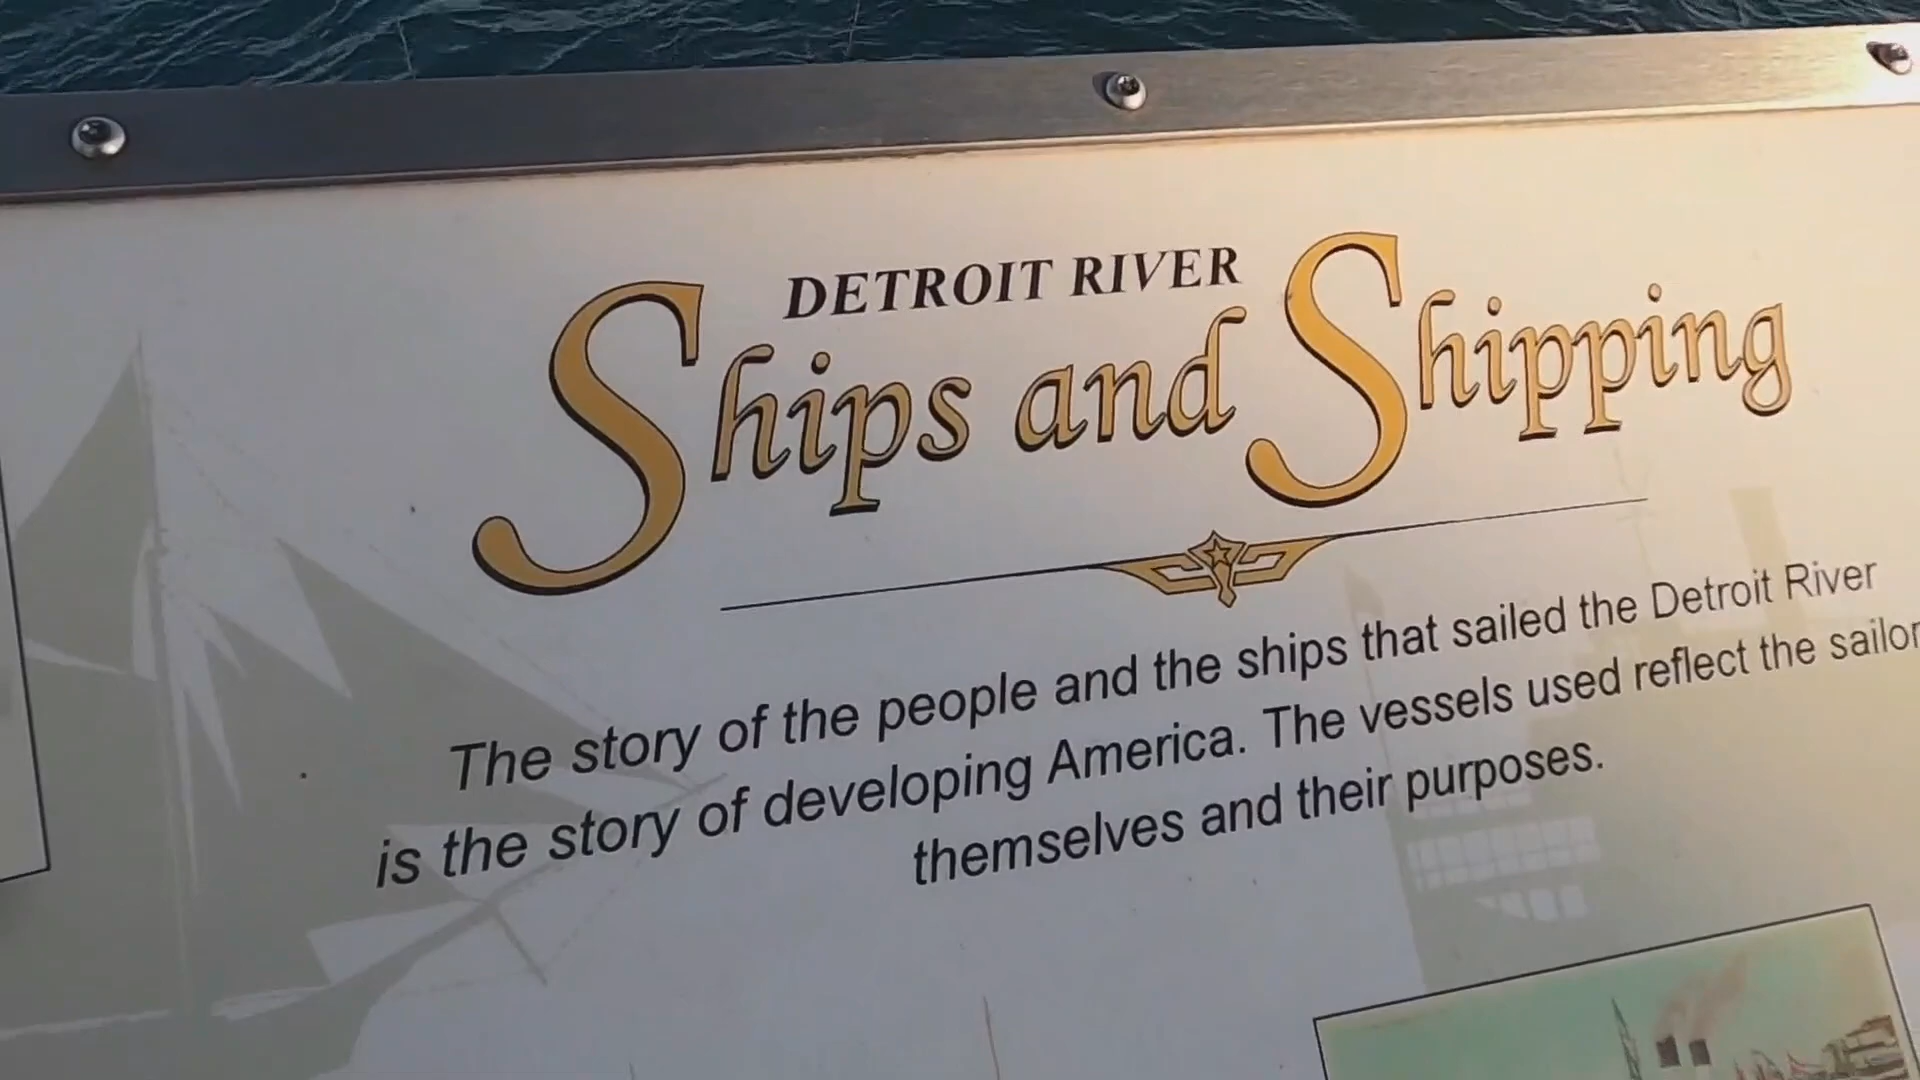 DETROIT RIVER
Ships and Shipping
The story of the people and the ships that sailed the Detroit River
is the story of developing America. The vessels used reflect the sailor
themselves and their purposes.